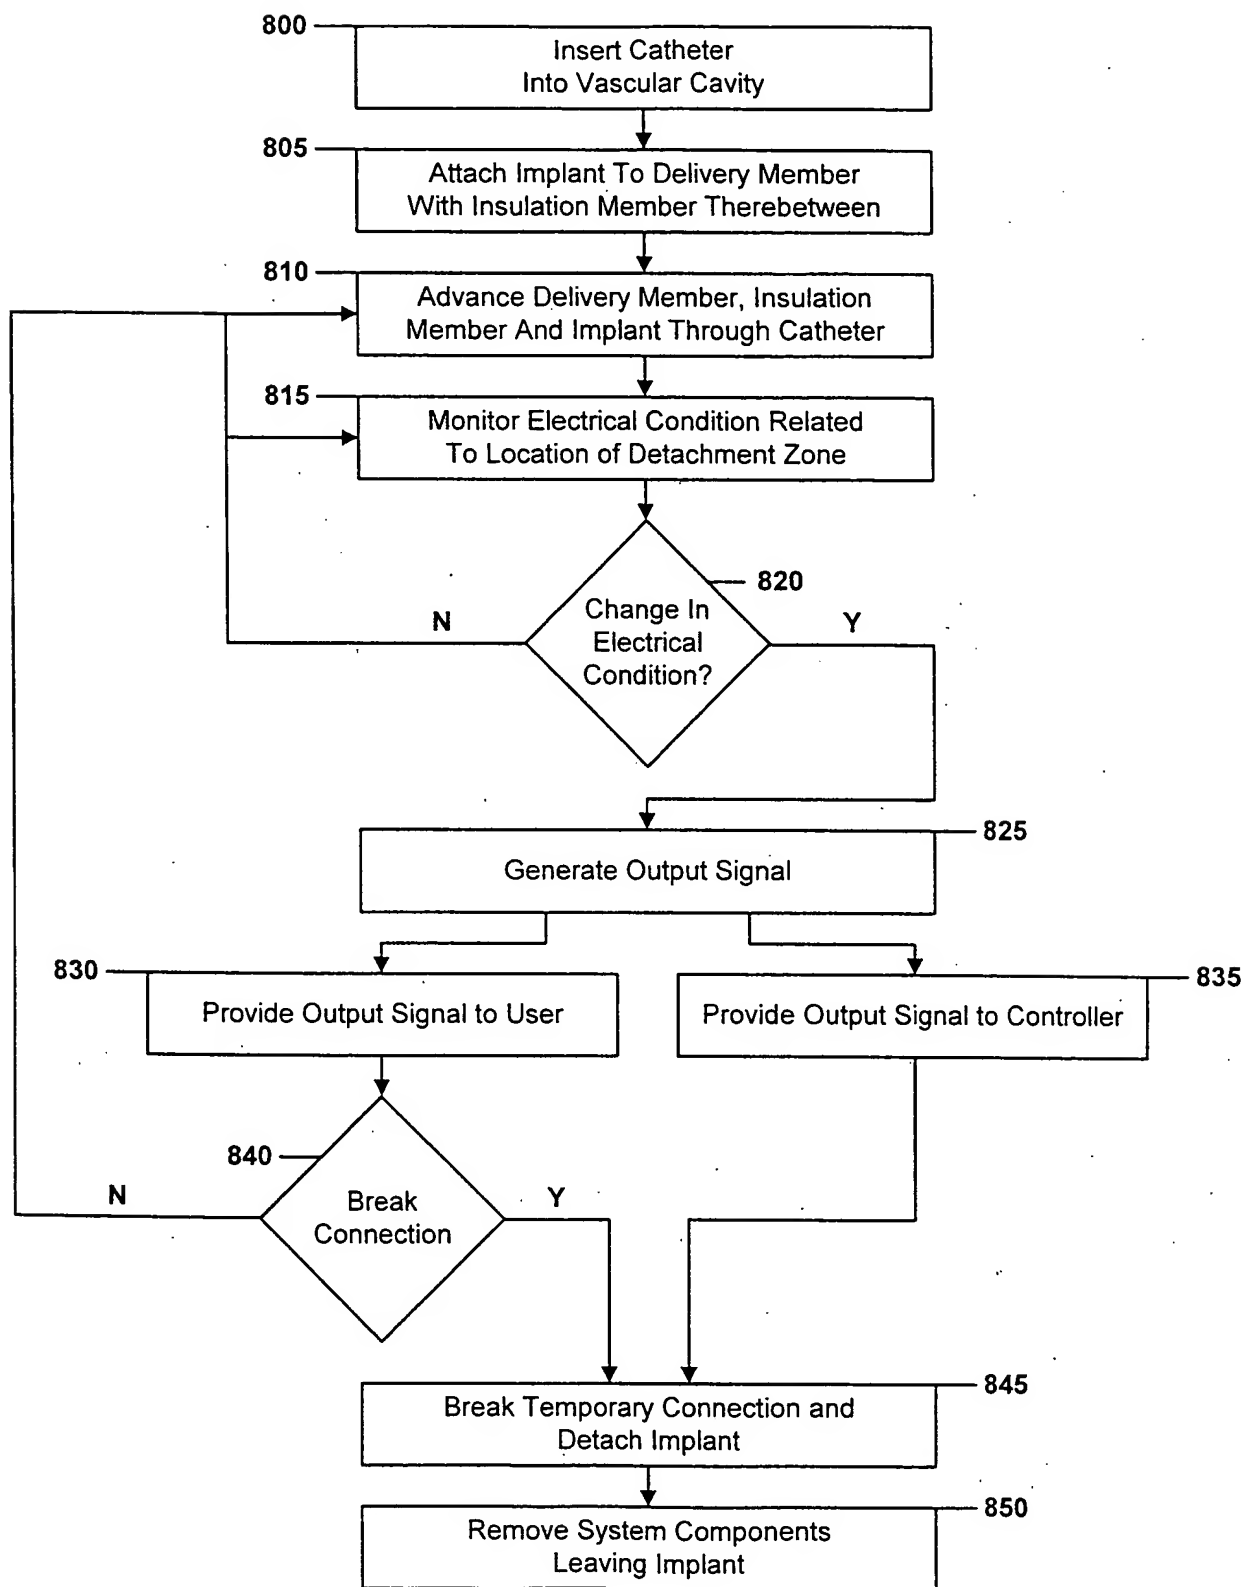 800
Insert Catheter
Into Vascular Cavity
805
Attach Implant To Delivery Member
With Insulation Member Therebetween
810
Advance Delivery Member, Insulation
Member And Implant Through Catheter
815
Monitor Electrical Condition Related
To Location of Detachment Zone
820
Change In
Electrical
Condition?
N
Y
825
Generate Output Signal
830
Provide Output Signal to User
835
Provide Output Signal to Controller
840
Break
Connection
N
Y
845
Break Temporary Connection and
Detach Implant
850
Remove System Components
Leaving Implant